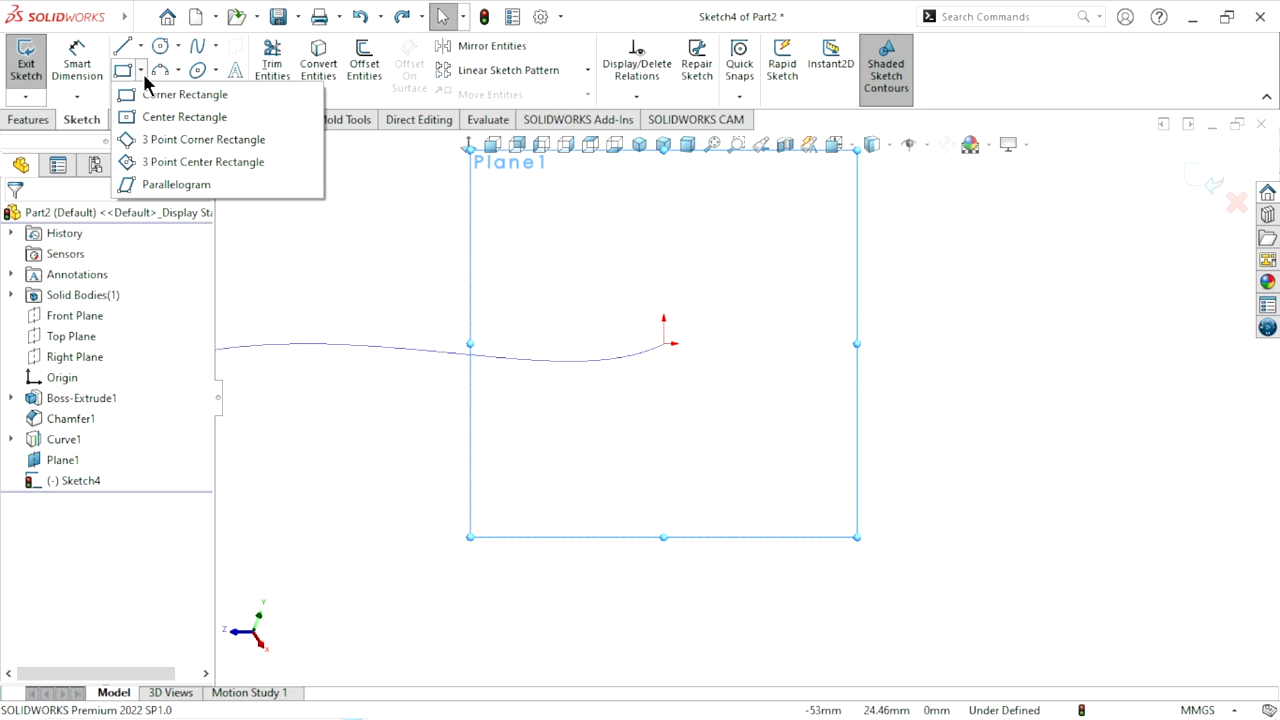 SOLIDWORKS
Sketch4 of Part2 *
Search Commands
Exit Sketch
Smart Dimension
Trim Entities
Convert Entities
Offset Entities
Offset On Surface
Mirror Entities
Linear Sketch Pattern
Move Entities
Display/Delete Relations
Repair Sketch
Quick Snaps
Rapid Sketch
Instant2D
Shaded Sketch Contours
Corner Rectangle
Center Rectangle
3 Point Corner Rectangle
3 Point Center Rectangle
Parallelogram
Features
Sketch
Mold Tools
Direct Editing
Evaluate
SOLIDWORKS Add-Ins
SOLIDWORKS CAM
Plane1
Part2 (Default) <<Default>_Display Sta
History
Sensors
Annotations
Solid Bodies(1)
Front Plane
Top Plane
Right Plane
Origin
Boss-Extrude1
Chamfer1
Curve1
Plane1
(-) Sketch4
Y
Z
X
Model
3D Views
Motion Study 1
SOLIDWORKS Premium 2022 SP1.0
-53mm
24.46mm
0mm
Under Defined
MMGS